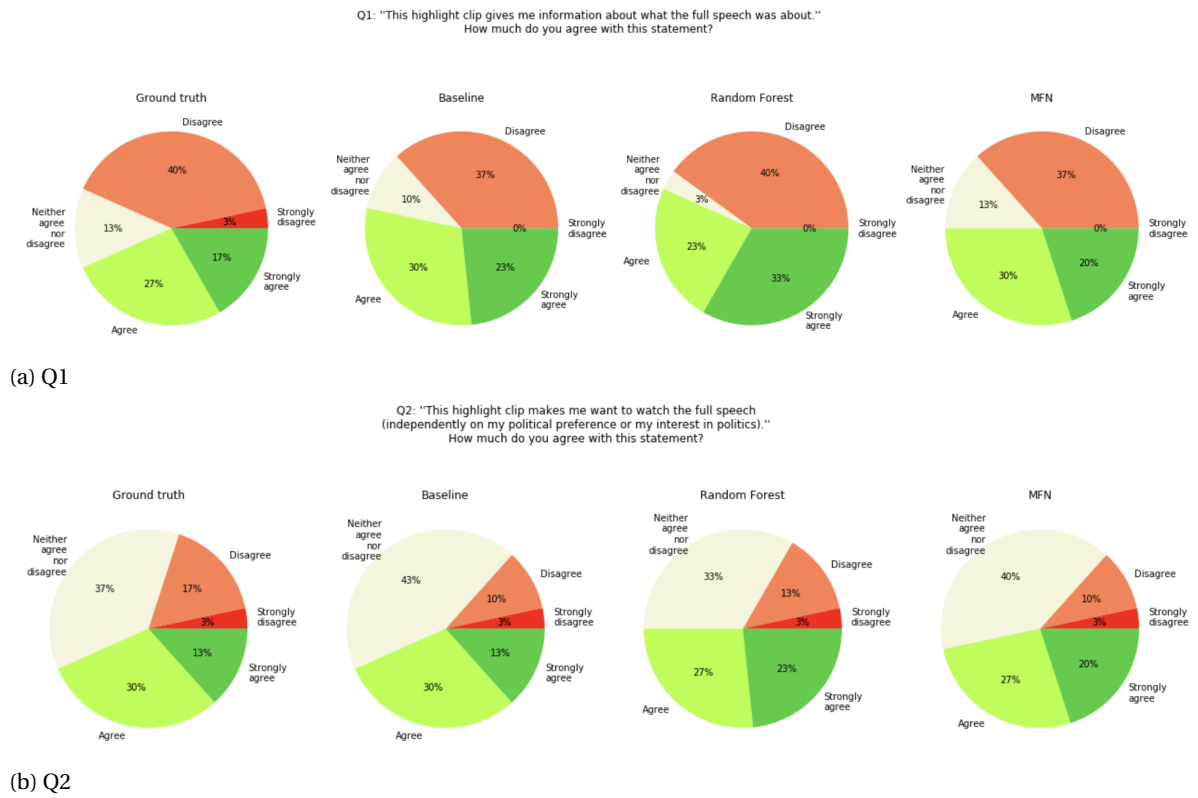 Q1: "This highlight clip gives me information about what the full speech was about."
How much do you agree with this statement?
Ground truth
Disagree
40%
Neither
agree
nor
disagree
13%
3%
Strongly
disagree
17%
Strongly
agree
27%
Agree
Baseline
Disagree
37%
Neither
agree
nor
disagree
10%
0%
Strongly
disagree
30%
23%
Strongly
agree
Agree
Random Forest
Disagree
40%
Neither
agree
nor
disagree
3%
0%
Strongly
disagree
23%
Agree
33%
Strongly
agree
MFN
Disagree
37%
Neither
agree
nor
disagree
13%
0%
Strongly
disagree
20%
30%
Strongly
agree
Agree
(a) Q1
Q2: "This highlight clip makes me want to watch the full speech
(independently on my political preference or my interest in politics)."
How much do you agree with this statement?
Ground truth
Neither
agree
nor
disagree
37%
Disagree
17%
3%
Strongly
disagree
13%
Strongly
agree
30%
Agree
Baseline
Neither
agree
nor
disagree
43%
Disagree
10%
3%
Strongly
disagree
13%
Strongly
agree
30%
Agree
Random Forest
Neither
agree
nor
disagree
33%
Disagree
13%
3%
Strongly
disagree
27%
23%
Agree
Strongly
agree
MFN
Neither
agree
nor
disagree
40%
Disagree
10%
3%
Strongly
disagree
20%
27%
Strongly
agree
Agree
(b) Q2